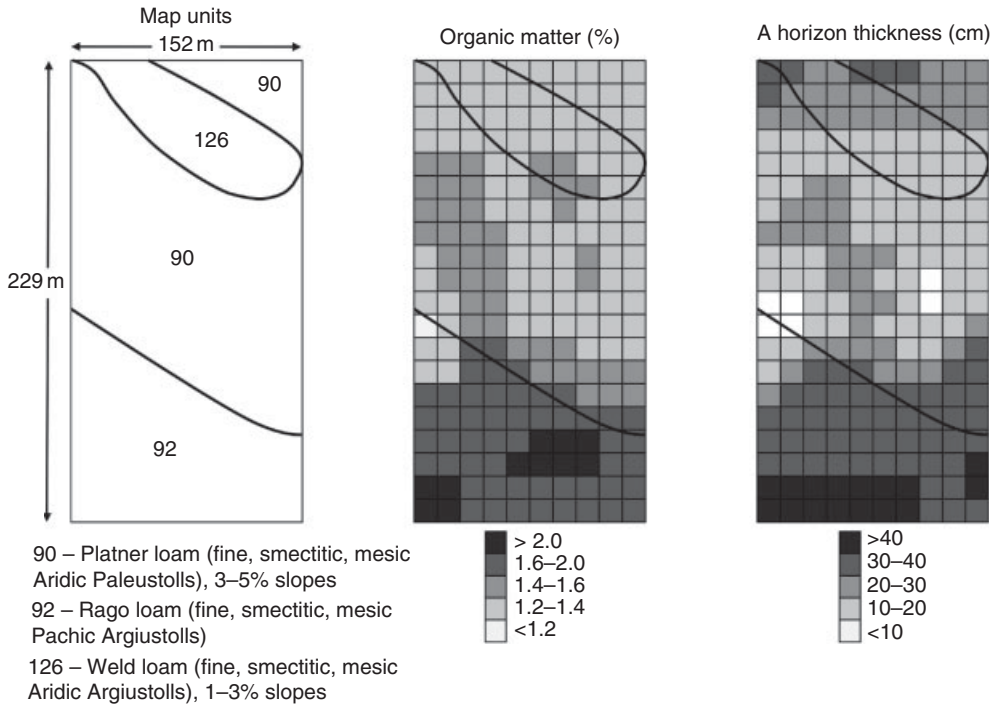 Map units
152 m
90
126
90
229 m
92
Organic matter (%)
A horizon thickness (cm)
90 – Platner loam (fine, smectitic, mesic
Aridic Paleustolls), 3–5% slopes
92 – Rago loam (fine, smectitic, mesic
Pachic Argiustolls)
126 – Weld loam (fine, smectitic, mesic
Aridic Argiustolls), 1–3% slopes
> 2.0
1.6–2.0
1.4–1.6
1.2–1.4
<1.2
>40
30–40
20–30
10–20
<10